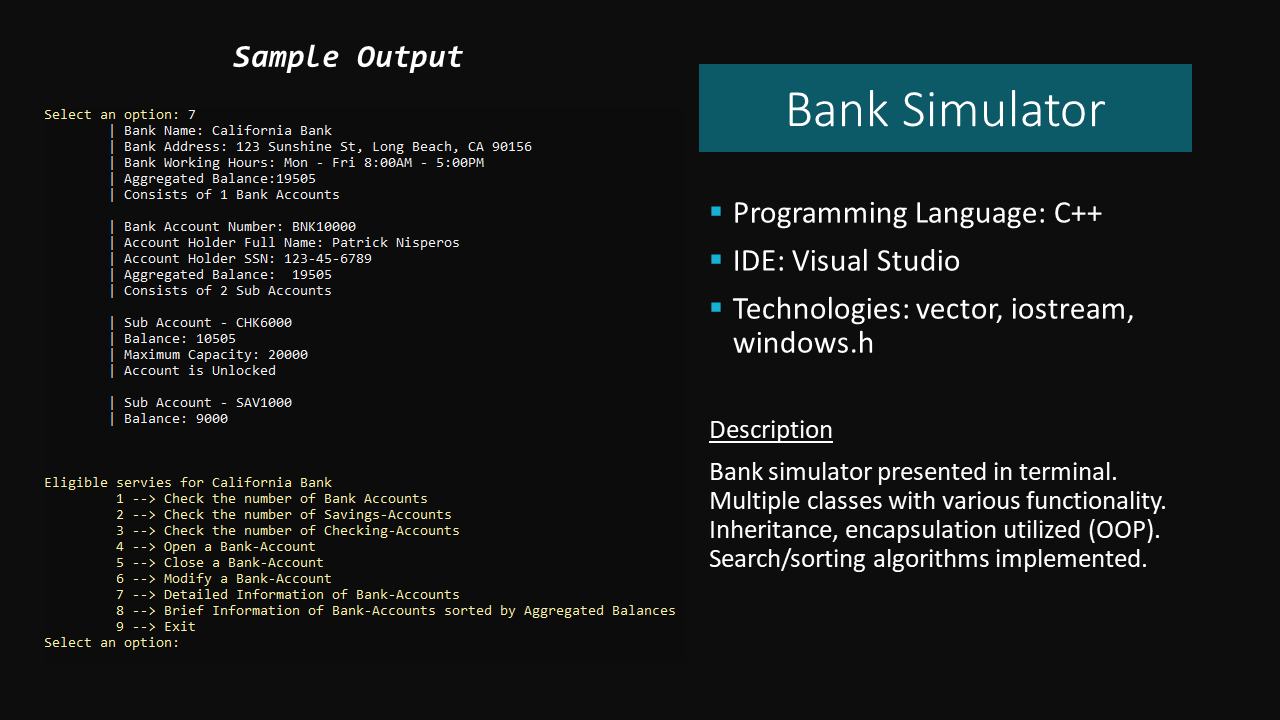 Sample Output
Select an option: 7
| Bank Name: California Bank
| Bank Address: 123 Sunshine St, Long Beach, CA 90156
| Bank Working Hours: Mon - Fri 8:00AM - 5:00PM
| Aggregated Balance:19505
| Consists of 1 Bank Accounts
| Bank Account Number: BNK10000
| Account Holder Full Name: Patrick Nisperos
| Account Holder SSN: 123-45-6789
| Aggregated Balance:  19505
| Consists of 2 Sub Accounts
| Sub Account - CHK6000
| Balance: 10505
| Maximum Capacity: 20000
| Account is Unlocked
| Sub Account - SAV1000
| Balance: 9000
Eligible servies for California Bank
1 --> Check the number of Bank Accounts
2 --> Check the number of Savings-Accounts
3 --> Check the number of Checking-Accounts
4 --> Open a Bank-Account
5 --> Close a Bank-Account
6 --> Modify a Bank-Account
7 --> Detailed Information of Bank-Accounts
8 --> Brief Information of Bank-Accounts sorted by Aggregated Balances
9 --> Exit
Select an option:
Bank Simulator
▪ Programming Language: C++
▪ IDE: Visual Studio
▪ Technologies: vector, iostream,
windows.h
Description
Bank simulator presented in terminal.
Multiple classes with various functionality.
Inheritance, encapsulation utilized (OOP).
Search/sorting algorithms implemented.